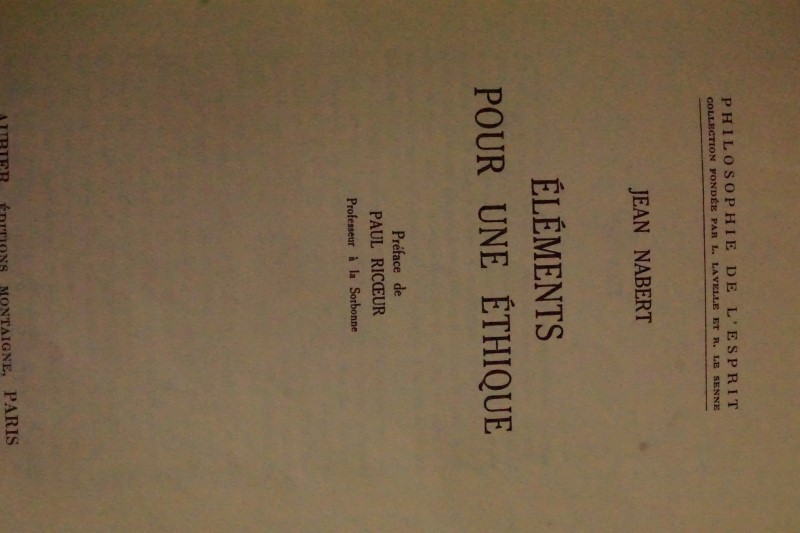 PHILOSOPHIE DE L'ESPRIT
COLLECTION FONDÉE PAR L. LAVELLE ET R. LE SENNE
JEAN NABERT
ÉLÉMENTS
POUR UNE ÉTHIQUE
Préface de
PAUL RICŒUR
Professeur à la Sorbonne
AUBIER, ÉDITIONS MONTAIGNE, PARIS